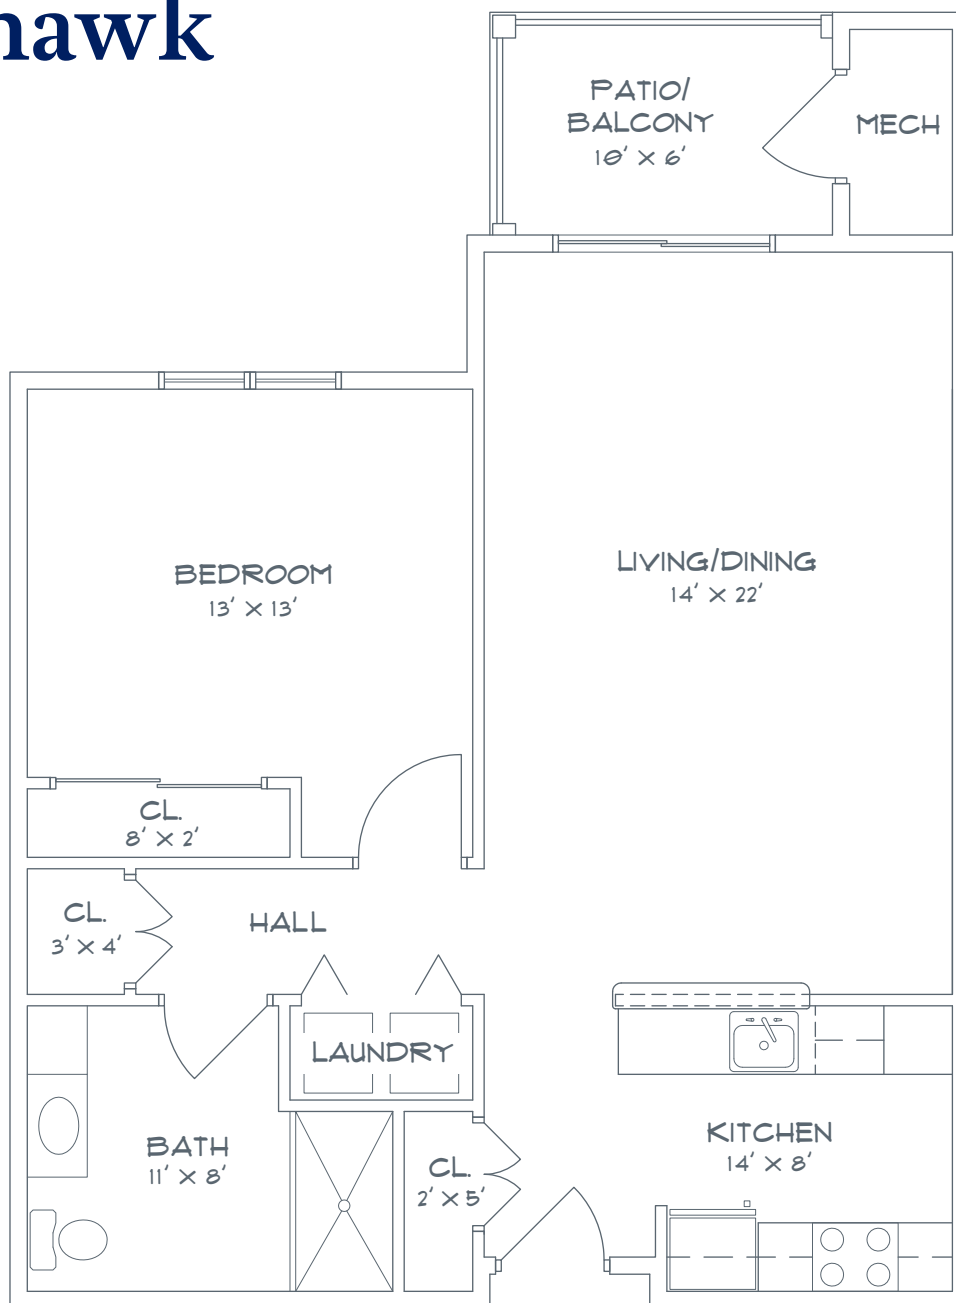 hawk
PATIO/
BALCONY
10' X 6'
MECH
BEDROOM
13' X 13'
LIVING/DINING
14' X 22'
CL.
8' X 2'
CL.
3' X 4'
HALL
LAUNDRY
BATH
11' X 8'
CL.
2' X 5'
KITCHEN
14' X 8'